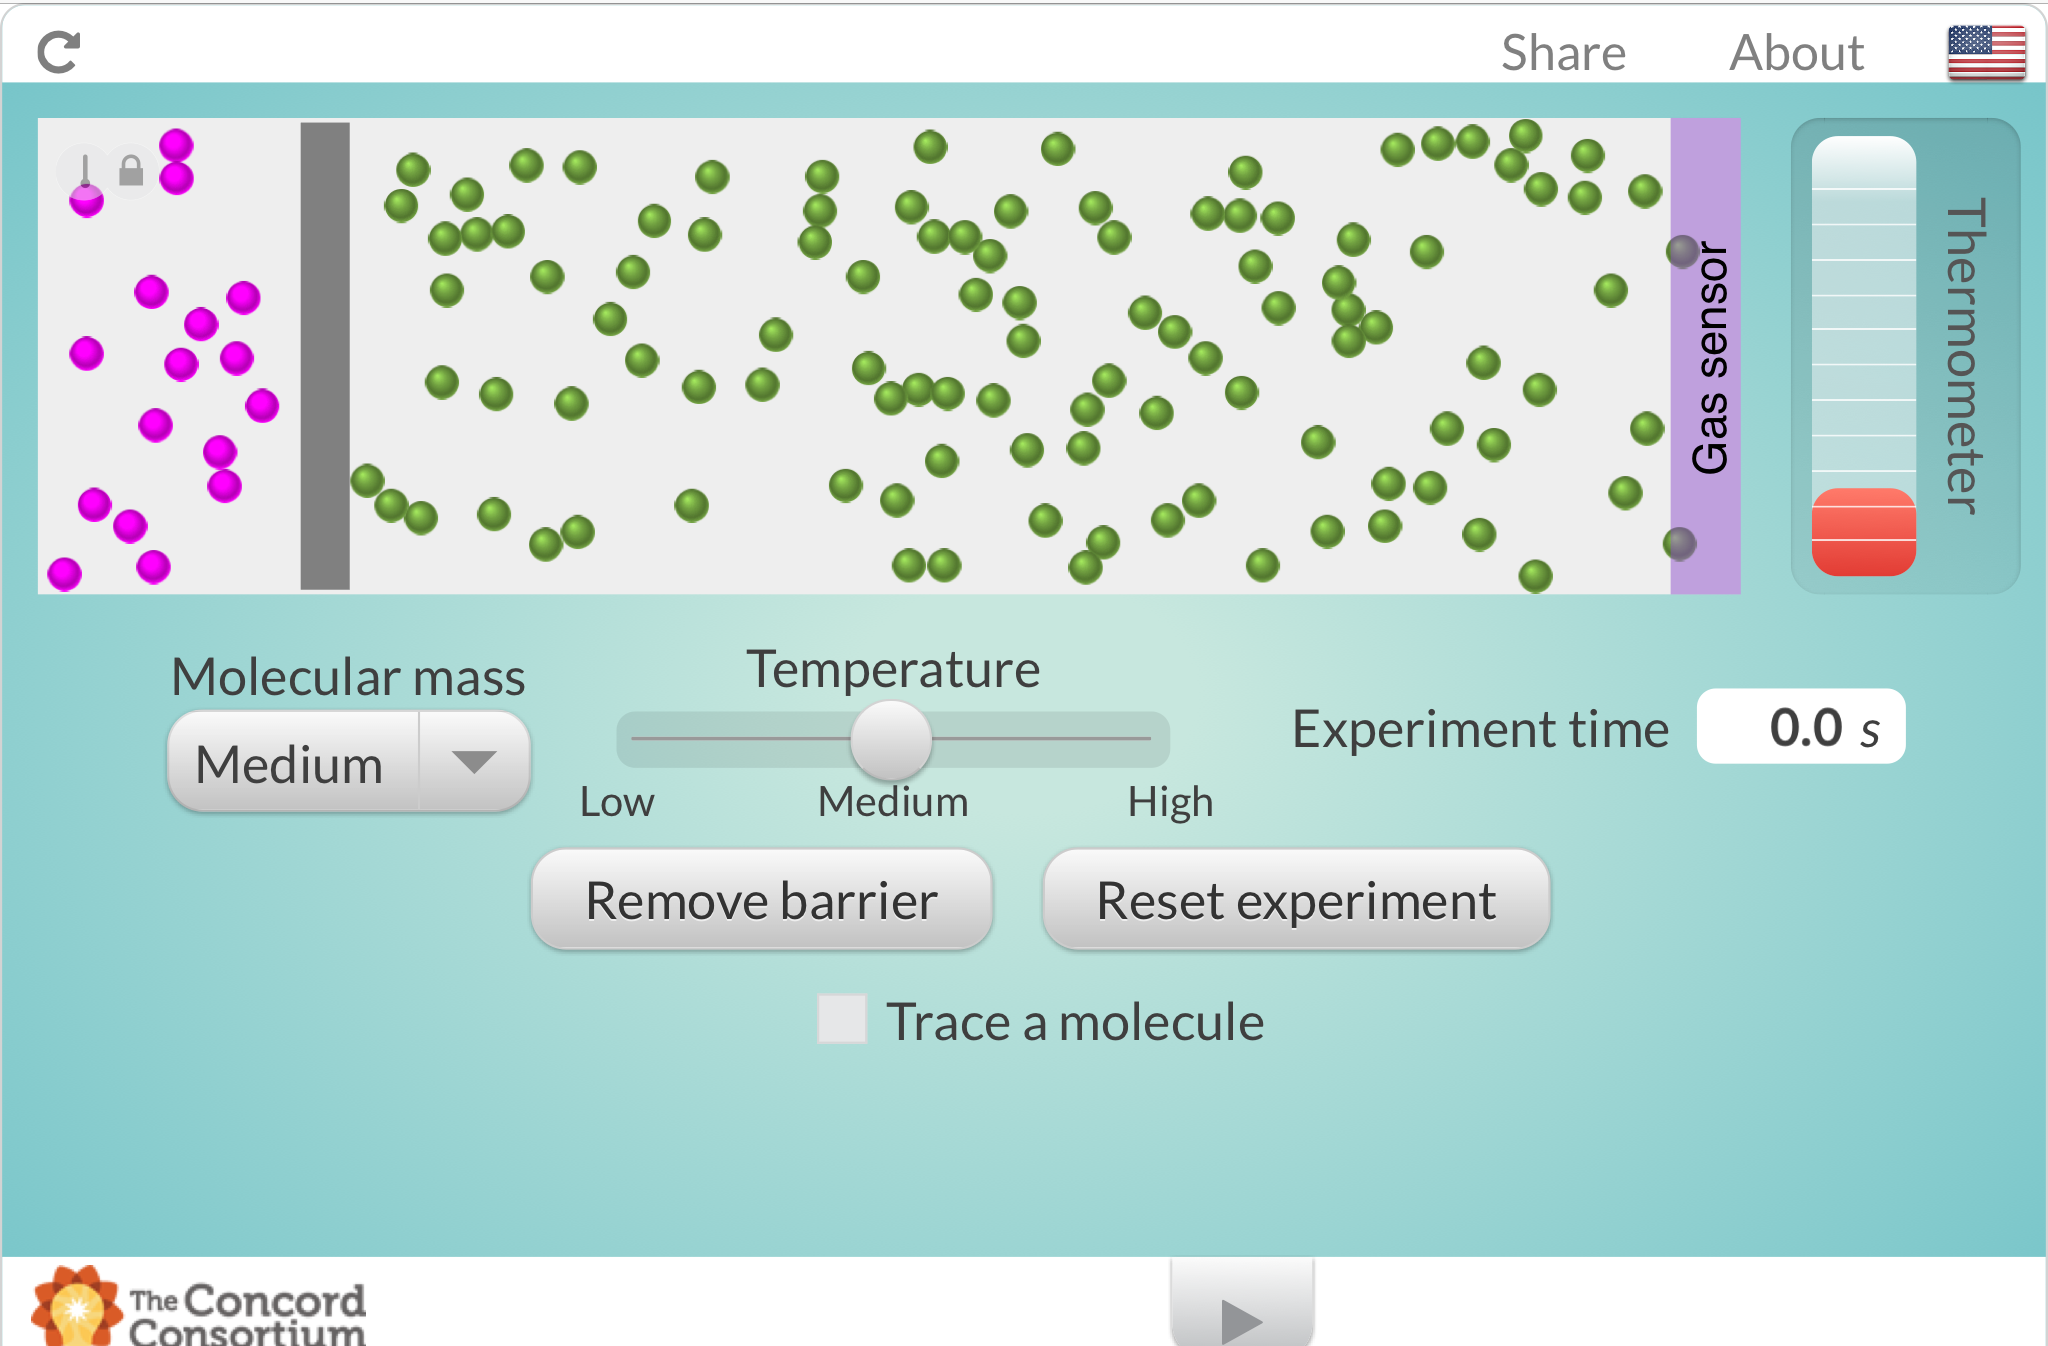 Share About
Gas sensor
Thermometer
Molecular mass
Medium
Temperature
Low Medium High
Experiment time 0.0 s
Remove barrier Reset experiment
Trace a molecule
The Concord
Consortium